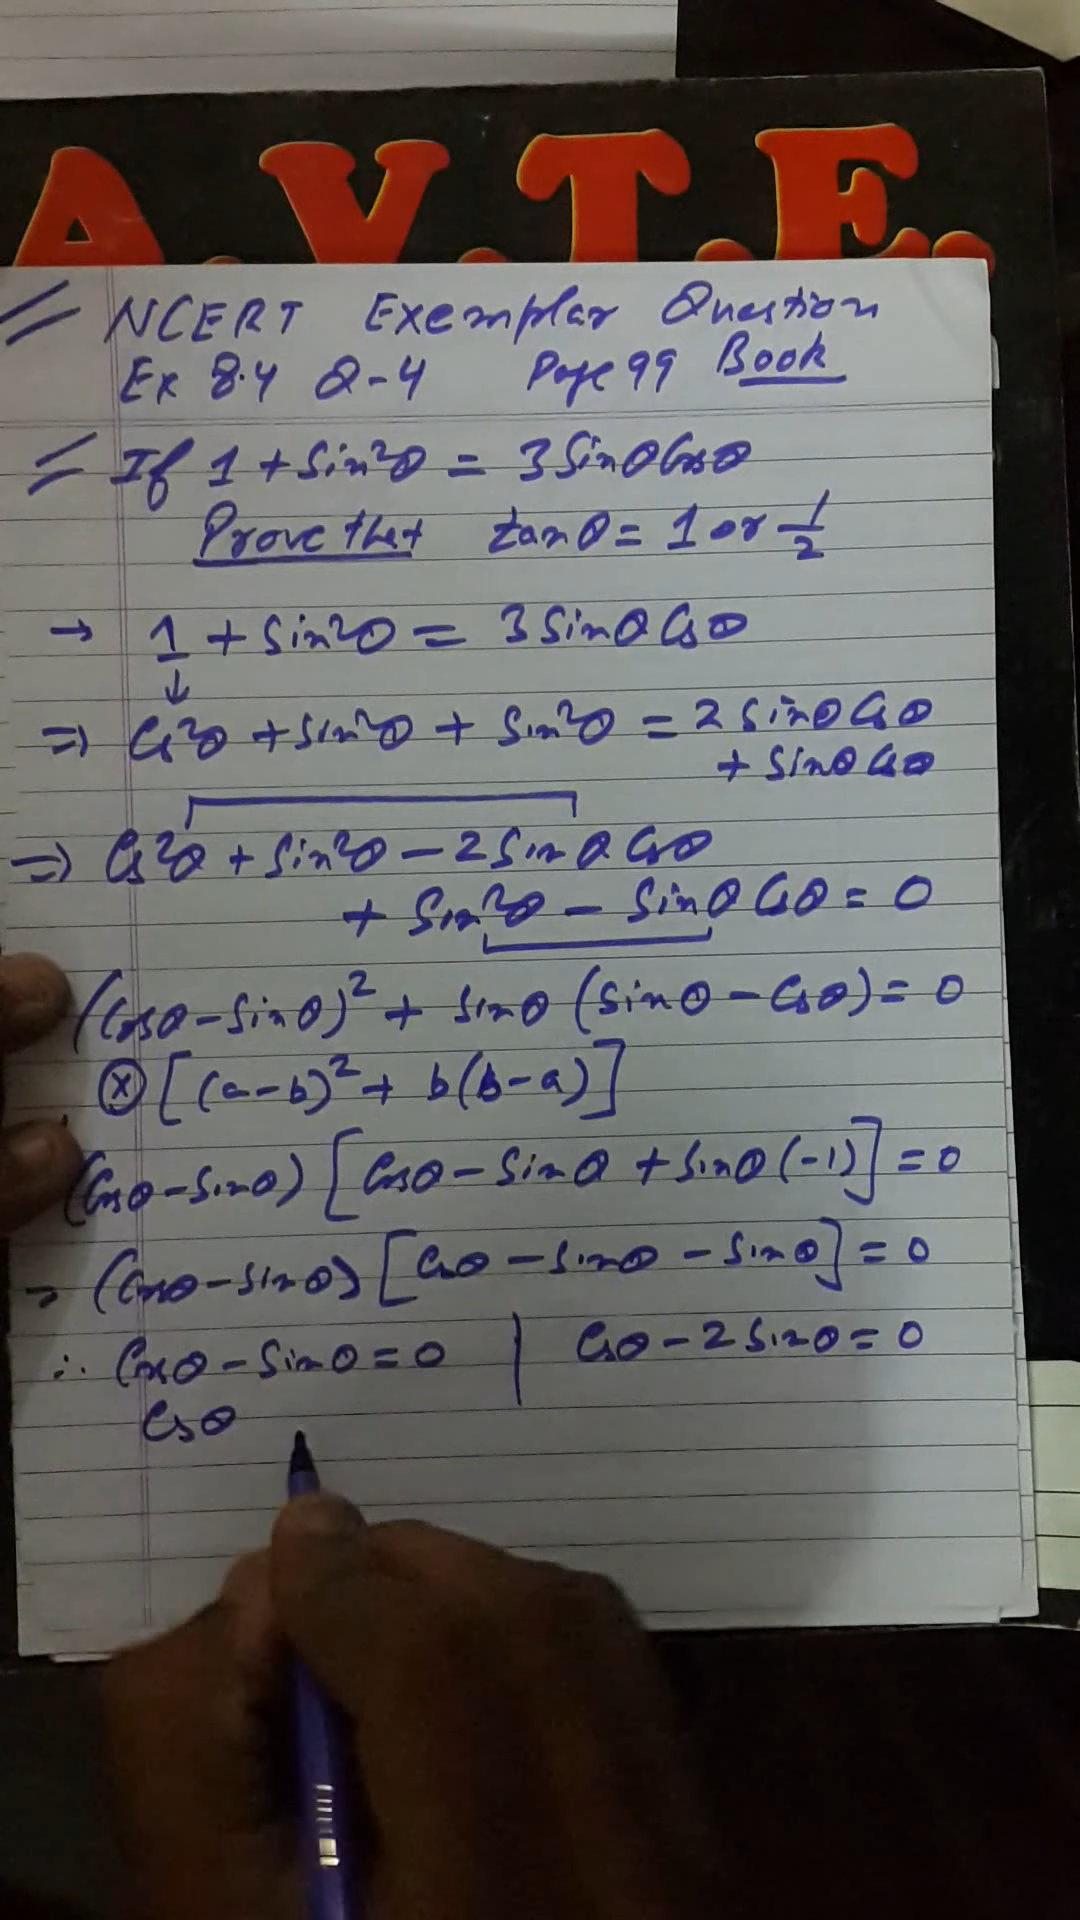 A.V.T.E.
NCERT Exemplar Question
Ex 8.4 Q-4 Page 99 Book
If 1 + Sin²θ = 3 Sinθ Cosθ
Prove that tanθ = 1 or 1/2
→ 1 + Sin²θ = 3 Sinθ Cosθ
↓
⇒ Cos²θ + Sin²θ + Sin²θ = 2 Sinθ Cosθ
+ Sinθ Cosθ
⇒ Cos²θ + Sin²θ - 2 Sinθ Cosθ
+ Sin²θ - Sinθ Cosθ = 0
(Cosθ - Sinθ)² + Sinθ (Sinθ - Cosθ) = 0
⊗ [(a-b)² + b(b-a)]
(Cosθ - Sinθ) [Cosθ - Sinθ + Sinθ (-1)] = 0
= (Cosθ - Sinθ) [Cosθ - Sinθ - Sinθ] = 0
∴ Cosθ - Sinθ = 0 | Cosθ - 2 Sinθ = 0
Cosθ